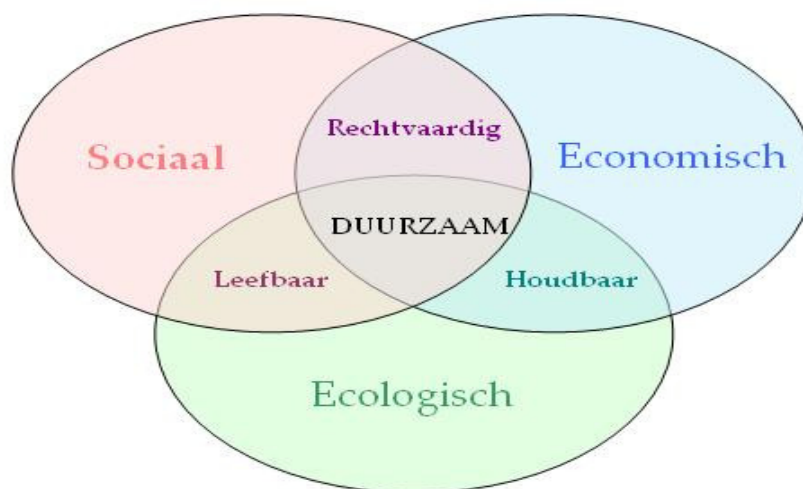 Rechtvaardig
Sociaal
Economisch
DUURZAAM
Leefbaar
Houdbaar
Ecologisch